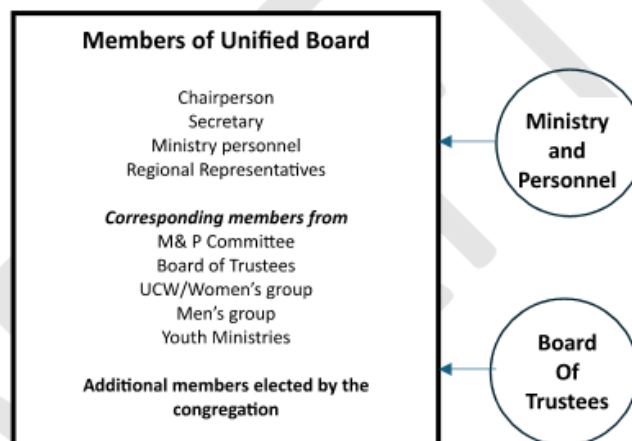 Members of Unified Board
Chairperson
Secretary
Ministry personnel
Regional Representatives
Corresponding members from
M& P Committee
Board of Trustees
UCW/Women's group
Men's group
Youth Ministries
Additional members elected by the
congregation
Ministry
and
Personnel
Board
Of
Trustees